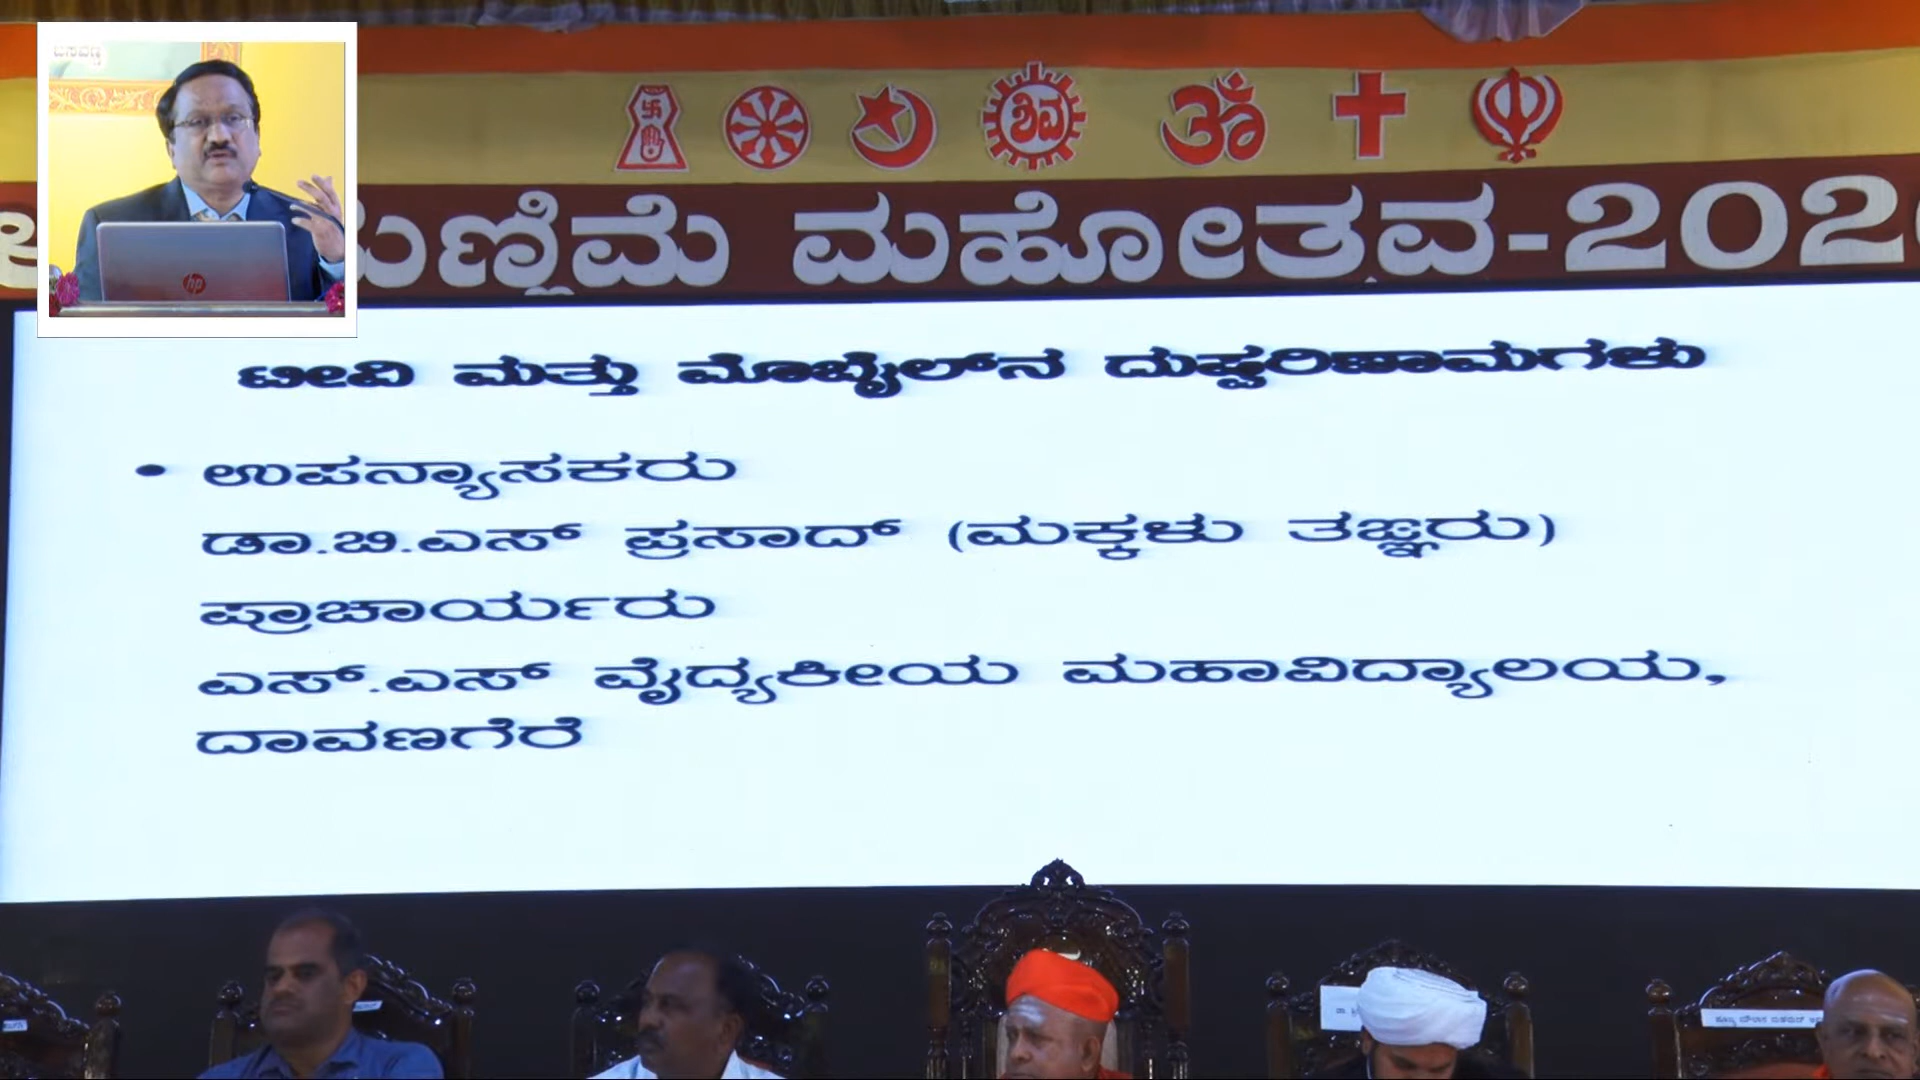 ಬಸವಣ್ಣ
ಶಿವ
ಹುಣ್ಣಿಮೆ ಮಹೋತ್ಸವ-202
hp
ಟೀವಿ ಮತ್ತು ಮೊಬೈಲ್‌ನ ದುಷ್ಪರಿಣಾಮಗಳು
• ಉಪನ್ಯಾಸಕರು
ಡಾ.ಬಿ.ಎಸ್ ಪ್ರಸಾದ್ (ಮಕ್ಕಳು ತಜ್ಞರು)
ಪ್ರಾಚಾರ್ಯರು
ಎಸ್.ಎಸ್ ವೈದ್ಯಕೀಯ ಮಹಾವಿದ್ಯಾಲಯ,
ದಾವಣಗೆರೆ